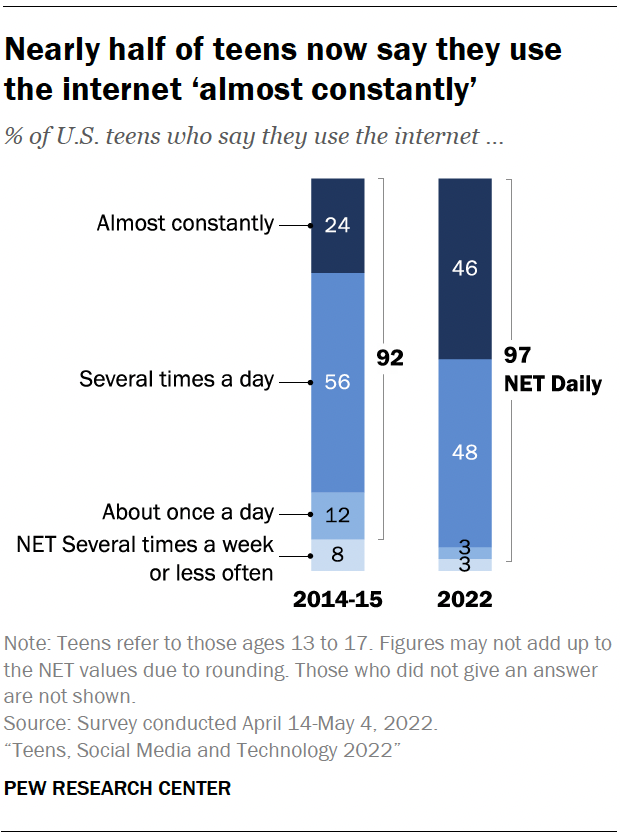 Nearly half of teens now say they use
the internet ‘almost constantly’
% of U.S. teens who say they use the internet ...
Almost constantly
24
46
Several times a day
56
92
97
NET Daily
48
About once a day
12
3
NET Several times a week
or less often
8
3
2014-15
2022
Note: Teens refer to those ages 13 to 17. Figures may not add up to
the NET values due to rounding. Those who did not give an answer
are not shown.
Source: Survey conducted April 14-May 4, 2022.
“Teens, Social Media and Technology 2022”
PEW RESEARCH CENTER